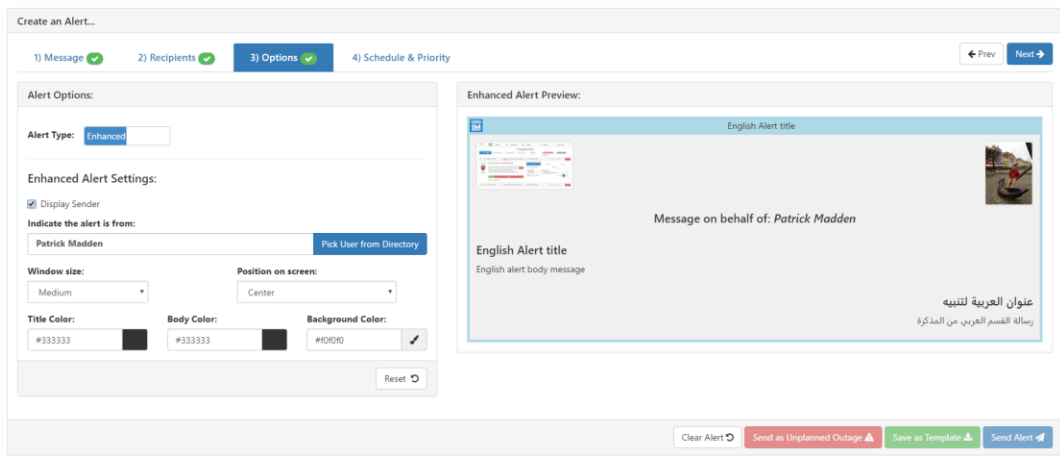 Create an Alert...
1) Message
2) Recipients
3) Options
4) Schedule & Priority
Prev
Next
Alert Options:
Alert Type: Enhanced
Enhanced Alert Settings:
Display Sender
Indicate the alert is from:
Patrick Madden
Pick User from Directory
Window size:
Position on screen:
Medium
Center
Title Color:
Body Color:
Background Color:
#333333
#333333
#f0f0f0
Reset
Enhanced Alert Preview:
English Alert title
Message on behalf of: Patrick Madden
English Alert title
English alert body message
عنوان العربية لتنبيه
رسالة القسم العربي من المذكرة
Clear Alert
Send as Unplanned Outage
Save as Template
Send Alert